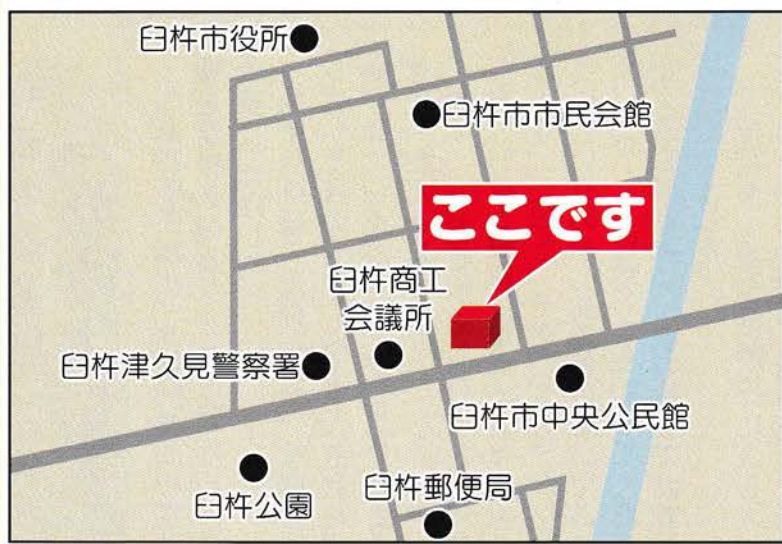 臼杵市役所
臼杵市市民会館
ここです
臼杵商工
会議所
臼杵津久見警察署
臼杵市中央公民館
臼杵公園
臼杵郵便局